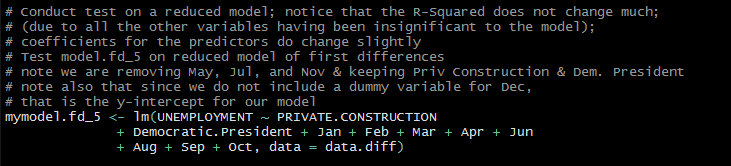 # Conduct test on a reduced model; notice that the R-Squared does not change much;
# (due to all the other variables having been insignificant to the model);
# coefficients for the predictors do change slightly
# Test model.fd_5 on reduced model of first differences
# note we are removing May, Jul, and Nov & keeping Priv Construction & Dem. President
# note also that since we do not include a dummy variable for Dec,
# that is the y-intercept for our model
mymodel.fd_5 <- lm(UNEMPLOYMENT ~ PRIVATE.CONSTRUCTION
+ Democratic.President + Jan + Feb + Mar + Apr + Jun
+ Aug + Sep + Oct, data = data.diff)